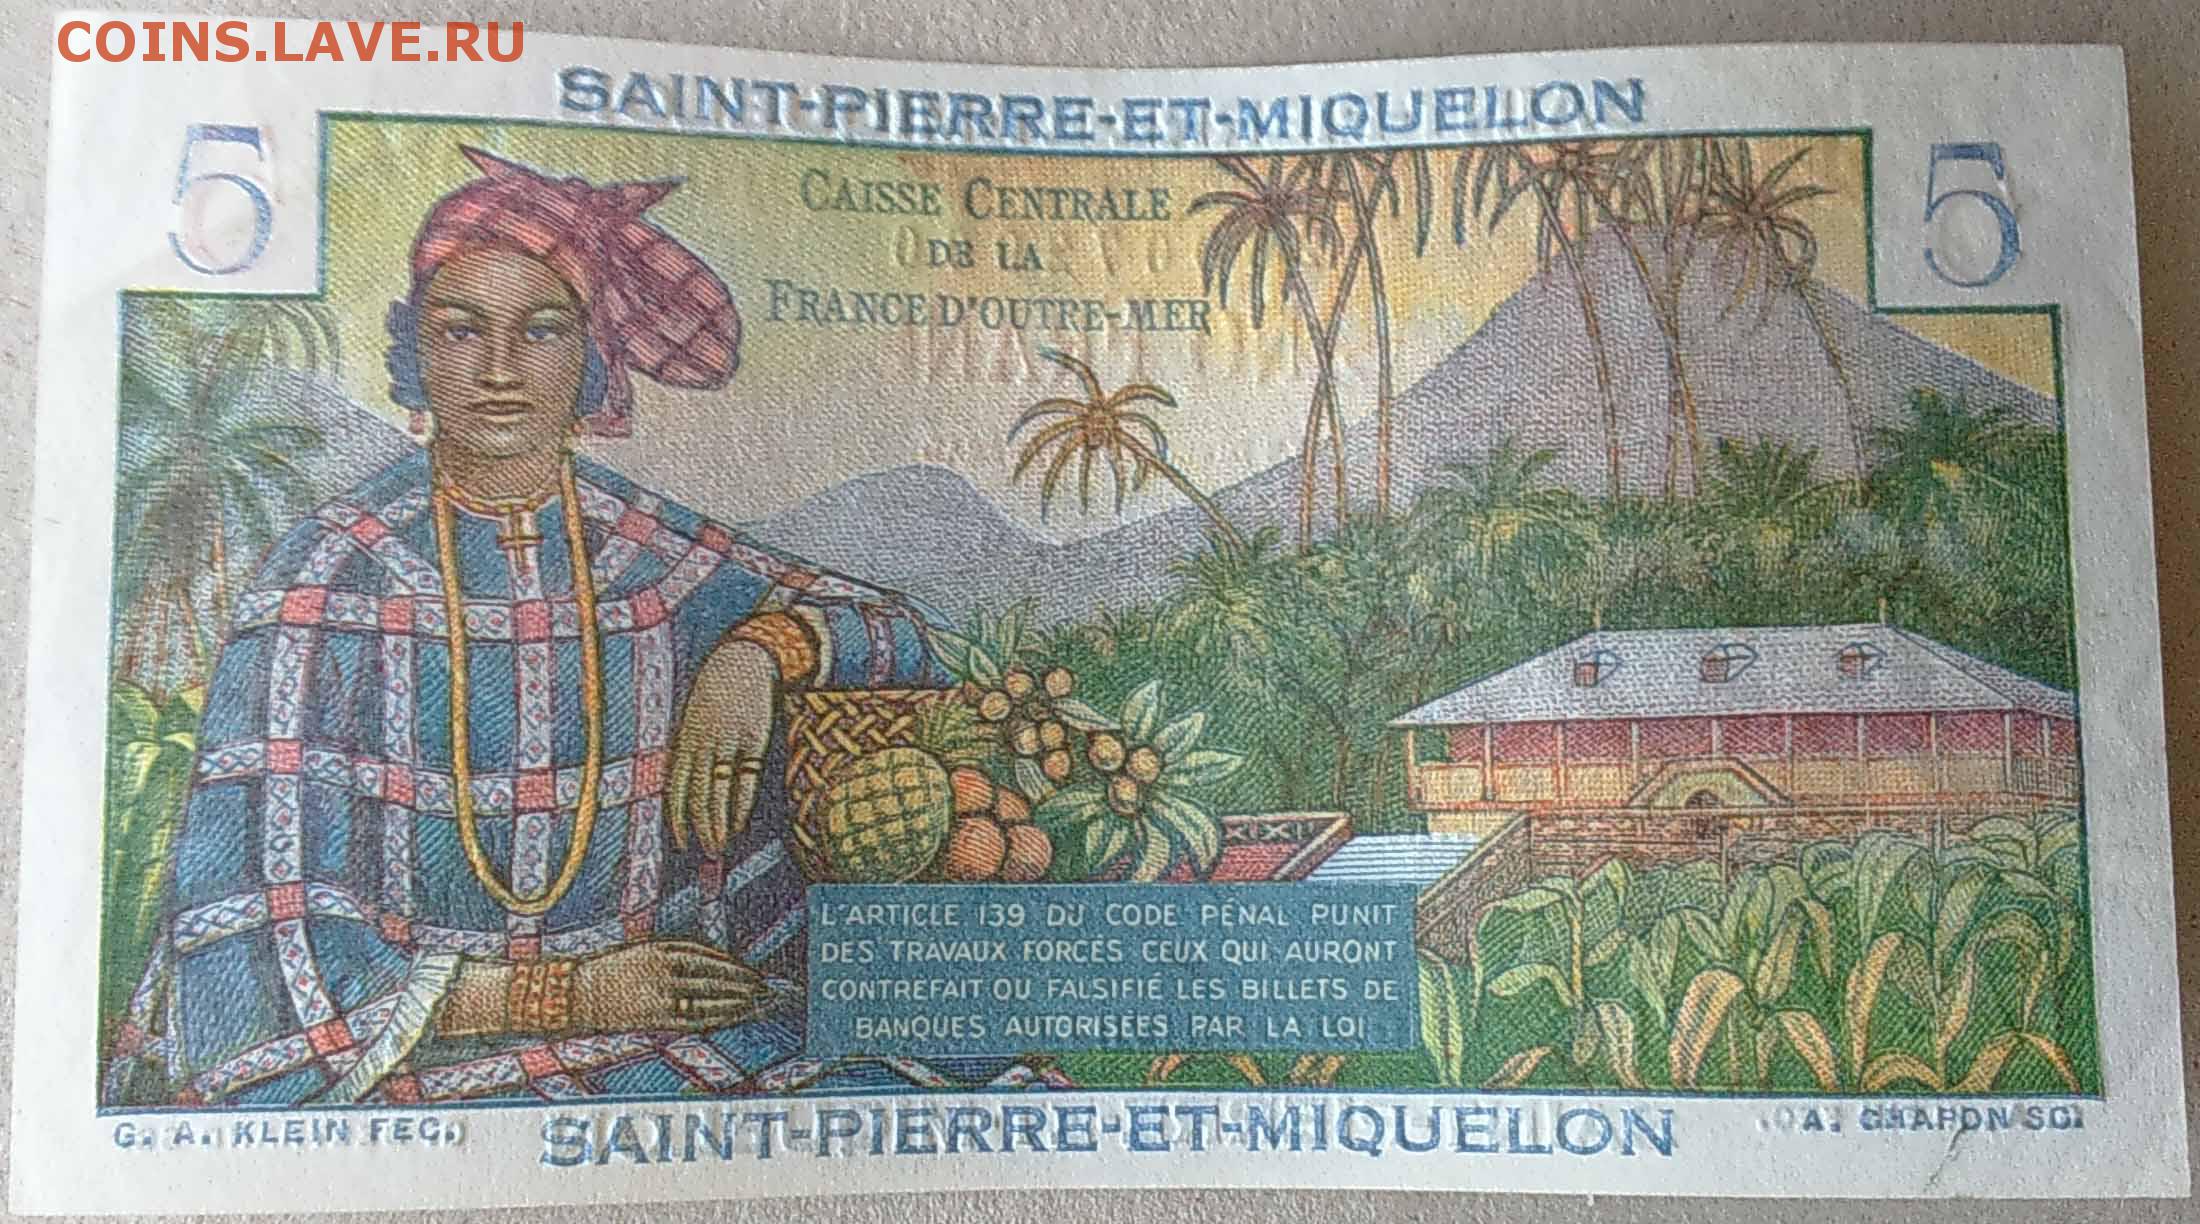 COINS.LAVE.RU
SAINT-PIERRE-ET-MIQUELON
5
5
CAISSE CENTRALE
DE LA
FRANCE D'OUTRE-MER
L'ARTICLE 139 DU CODE PÉNAL PUNIT
DES TRAVAUX FORCÉS CEUX QUI AURONT
CONTREFAIT OU FALSIFIÉ LES BILLETS DE
BANQUES AUTORISÉES PAR LA LOI
G. A. KLEIN FEC.
SAINT-PIERRE-ET-MIQUELON
A. CHAPON SC.